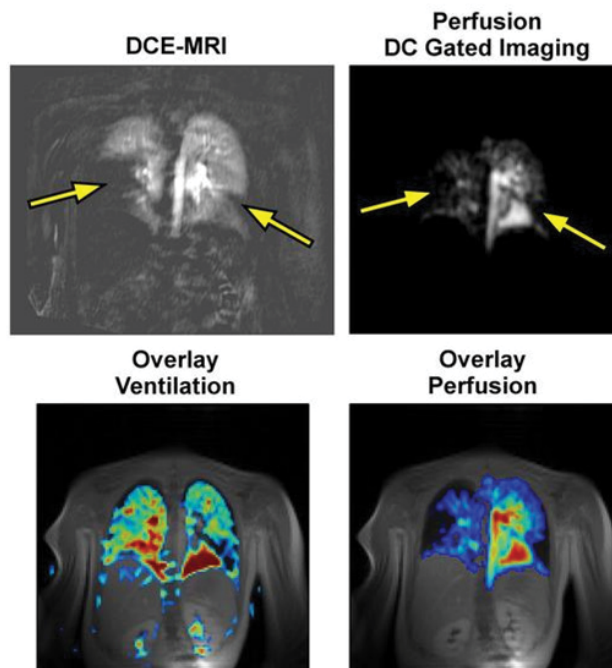 DCE-MRI
Perfusion
DC Gated Imaging
Overlay
Ventilation
Overlay
Perfusion